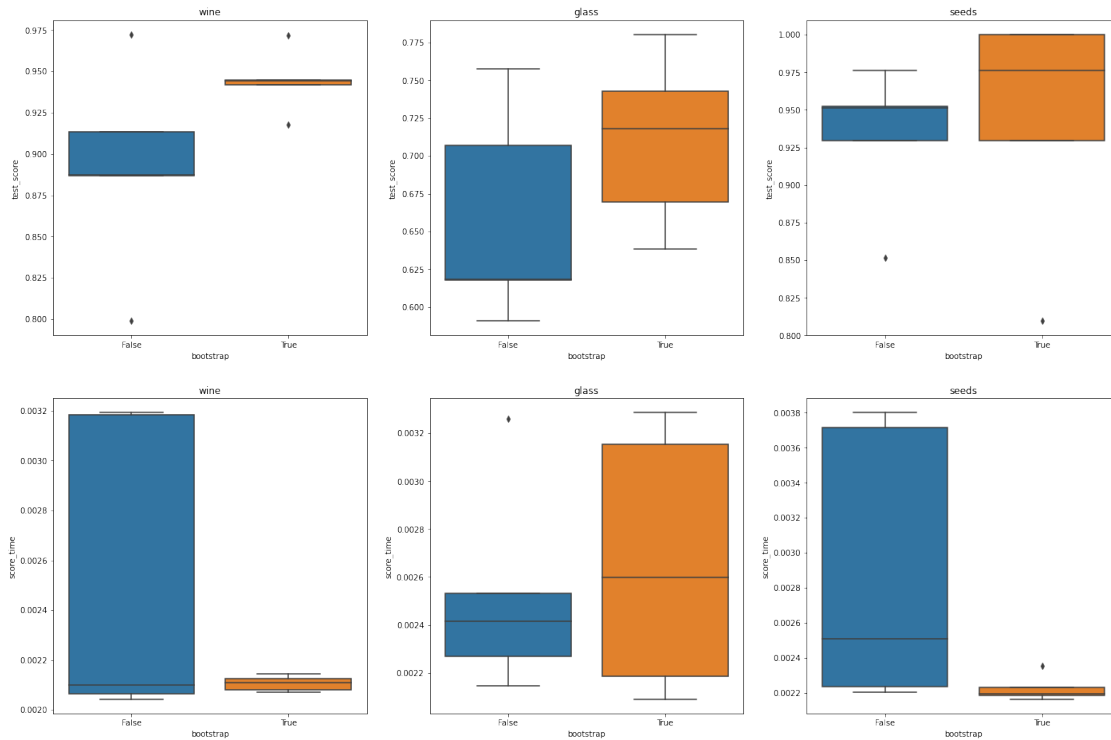 wine
glass
seeds
0.975
0.950
0.925
0.900
0.875
0.850
0.825
0.800
test_score
False
True
bootstrap
0.775
0.750
0.725
0.700
0.675
0.650
0.625
0.600
test_score
False
True
bootstrap
1.000
0.975
0.950
0.925
0.900
0.875
0.850
0.825
0.800
test_score
False
True
bootstrap
wine
glass
seeds
0.0032
0.0030
0.0028
0.0026
0.0024
0.0022
0.0020
score_time
False
True
bootstrap
0.0032
0.0030
0.0028
0.0026
0.0024
0.0022
score_time
False
True
bootstrap
0.0038
0.0036
0.0034
0.0032
0.0030
0.0028
0.0026
0.0024
0.0022
score_time
False
True
bootstrap